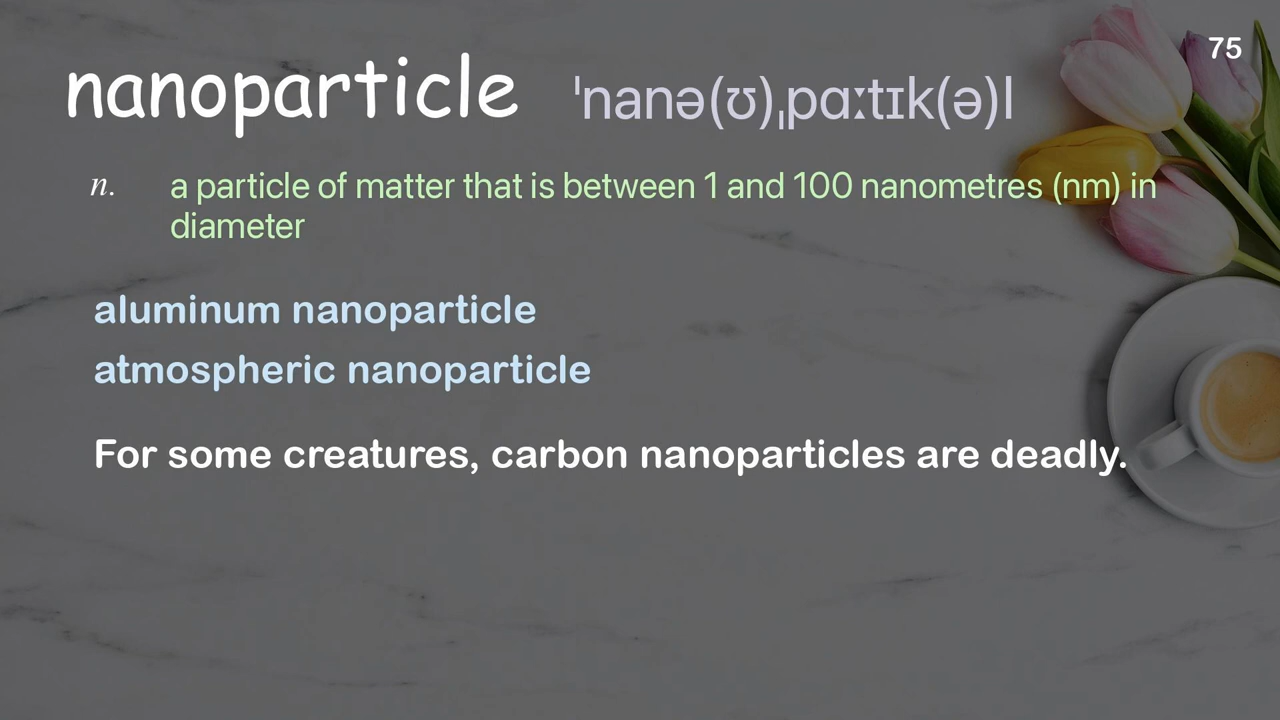 75
nanoparticle ˈnanə(ʊ)ˌpɑːtɪk(ə)l
n. a particle of matter that is between 1 and 100 nanometres (nm) in
diameter
aluminum nanoparticle
atmospheric nanoparticle
For some creatures, carbon nanoparticles are deadly.